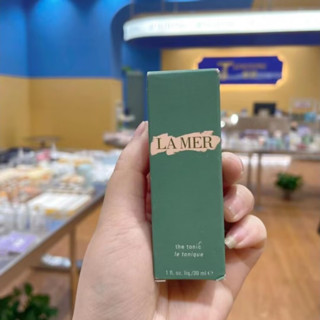 LA MER
the tonic
le tonique
1 fl. oz. liq./30 ml ℮